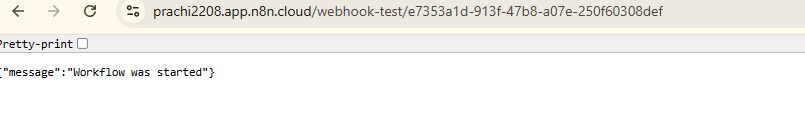 prachi2208.app.n8n.cloud/webhook-test/e7353a1d-913f-47b8-a07e-250f60308def
Pretty-print
{"message":"Workflow was started"}